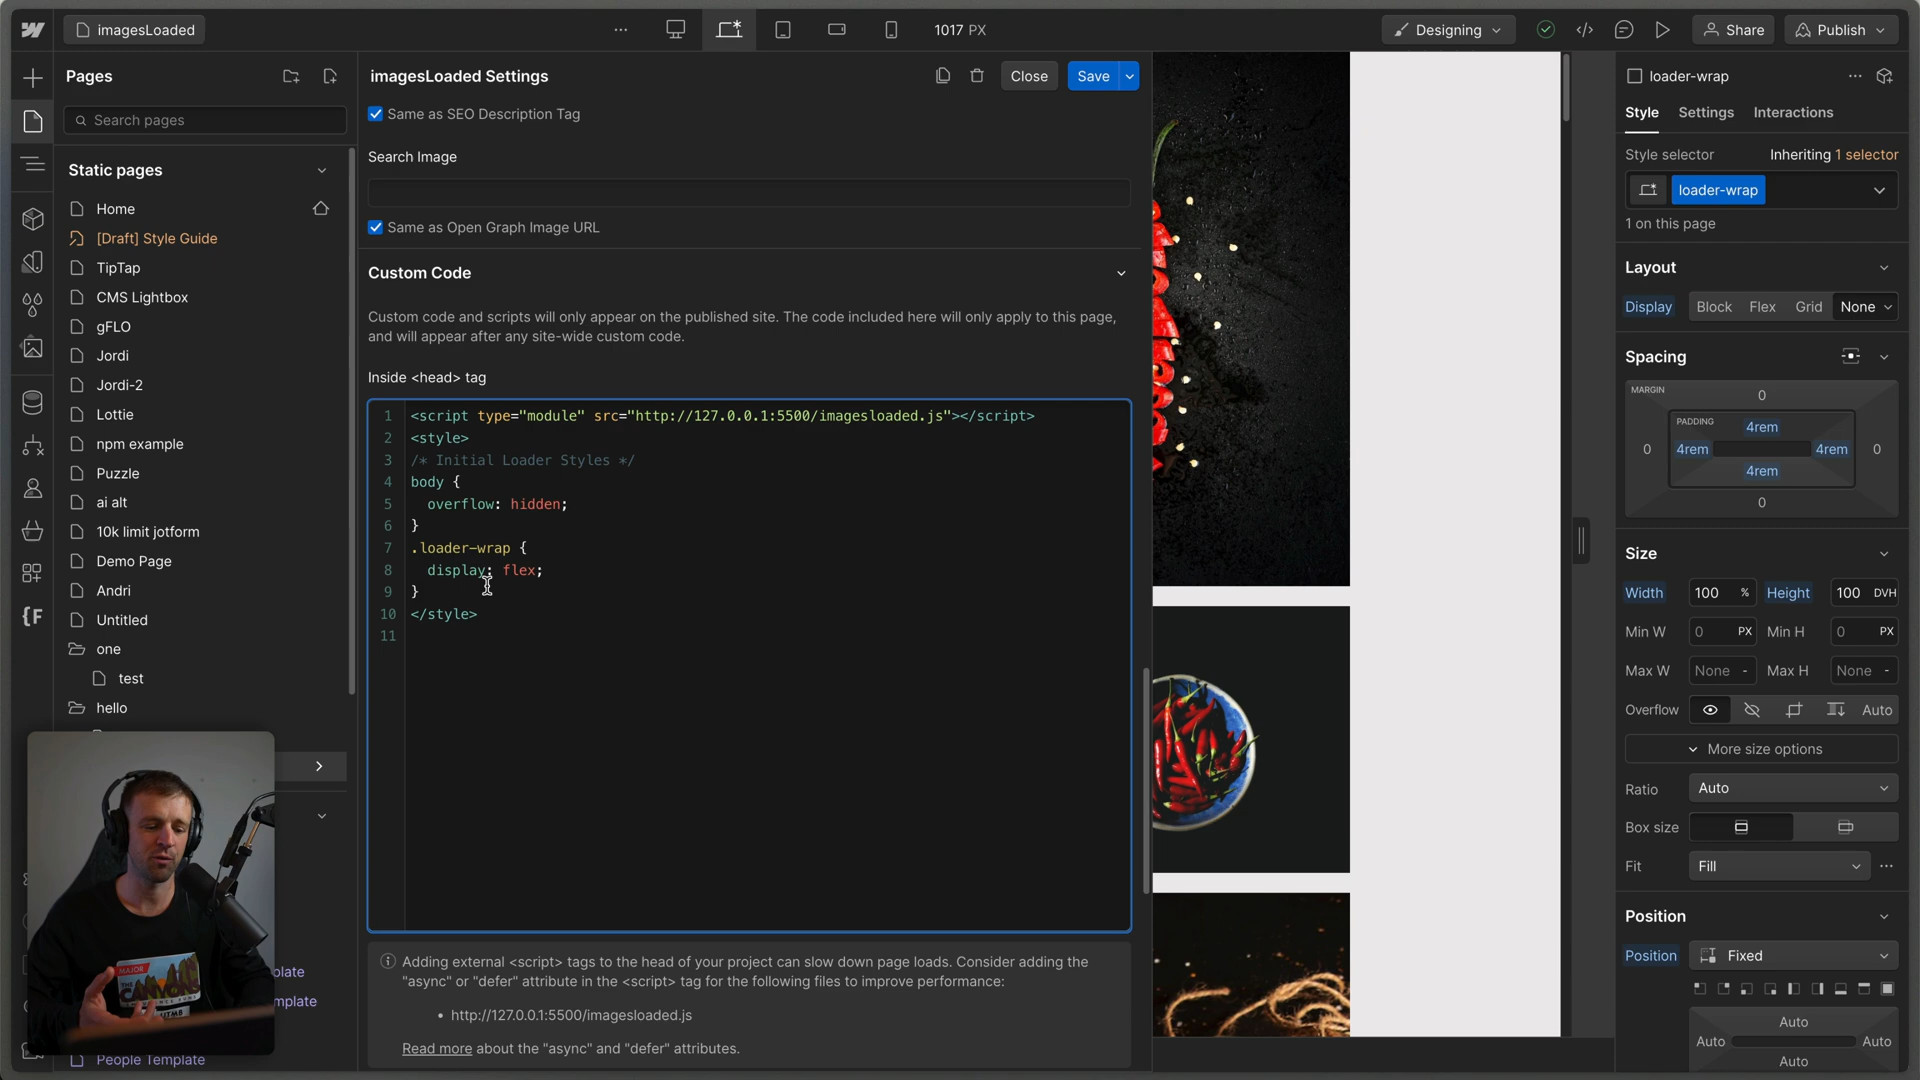 imagesLoaded
1017 PX
Designing
Share
Publish
Pages
Search pages
Static pages
Home
[Draft] Style Guide
TipTap
CMS Lightbox
gFLO
Jordi
Jordi-2
Lottie
npm example
Puzzle
ai alt
10k limit jotform
Demo Page
Andri
Untitled
one
test
hello
People Template
imagesLoaded Settings
Close
Save
Same as SEO Description Tag
Search Image
Same as Open Graph Image URL
Custom Code
Custom code and scripts will only appear on the published site. The code included here will only apply to this page,
and will appear after any site-wide custom code.
Inside <head> tag
1 <script type="module" src="http://127.0.0.1:5500/imagesloaded.js"></script>
2 <style>
3 /* Initial Loader Styles */
4 body {
5 overflow: hidden;
6 }
7 .loader-wrap {
8 display: flex;
9 }
10 </style>
11
Adding external <script> tags to the head of your project can slow down page loads. Consider adding the
"async" or "defer" attribute in the <script> tag for the following files to improve performance:
• http://127.0.0.1:5500/imagesloaded.js
Read more about the "async" and "defer" attributes.
loader-wrap
Style Settings Interactions
Style selector Inheriting 1 selector
loader-wrap
1 on this page
Layout
Display Block Flex Grid None
Spacing
MARGIN 0
PADDING 4rem
0 4rem 4rem 0
4rem
0
Size
Width 100 % Height 100 DVH
Min W 0 PX Min H 0 PX
Max W None - Max H None -
Overflow Auto
More size options
Ratio Auto
Box size
Fit Fill
Position
Position Fixed
Auto
Auto Auto
Auto